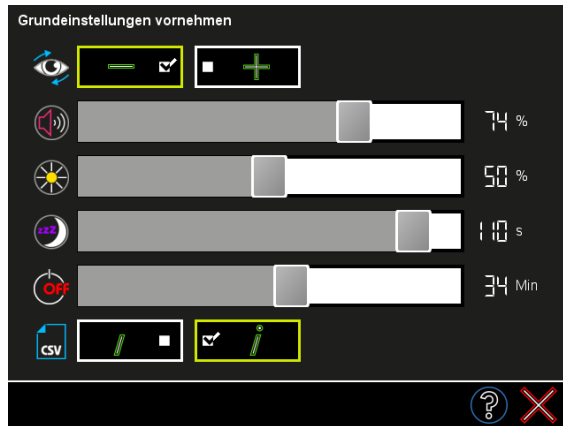 Grundeinstellungen vornehmen
74 %
50 %
zzZ
110 s
OFF
34 Min
CSV
?